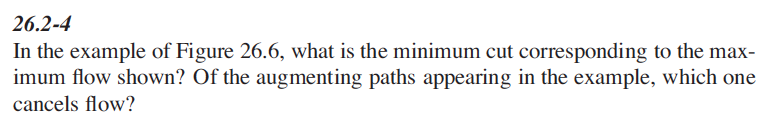 26.2-4
In the example of Figure 26.6, what is the minimum cut corresponding to the max-
imum flow shown? Of the augmenting paths appearing in the example, which one
cancels flow?